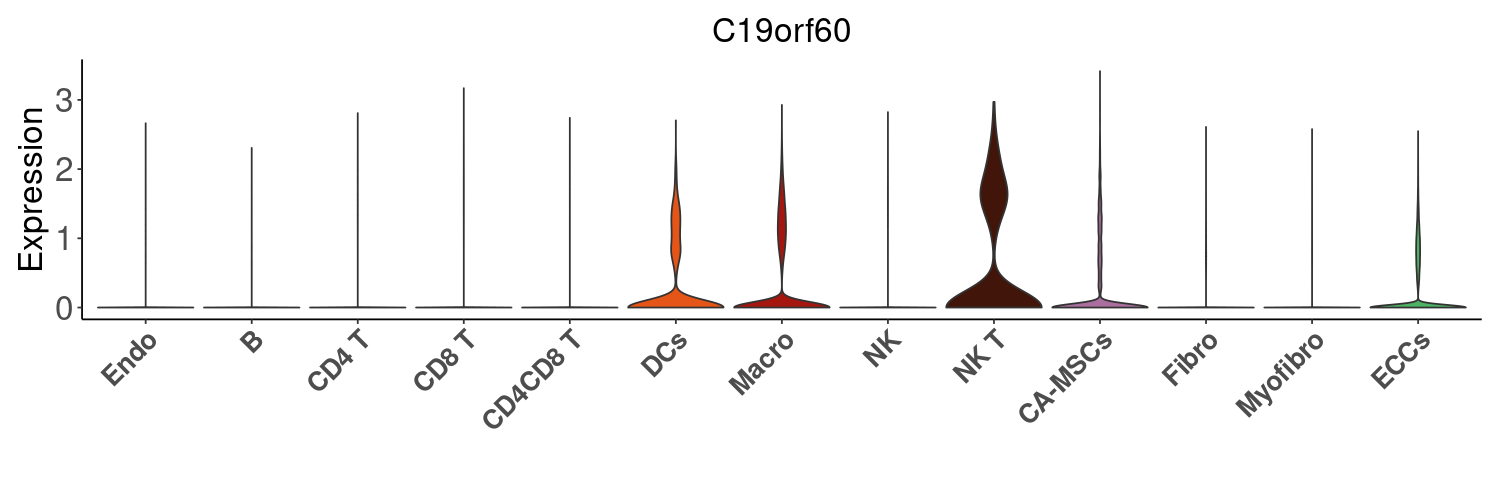 C19orf60
Expression
3
2
1
0
Endo
B
CD4 T
CD8 T
CD4CD8 T
DCs
Macro
NK
NK T
CA-MSCs
Fibro
Myofibro
ECCs